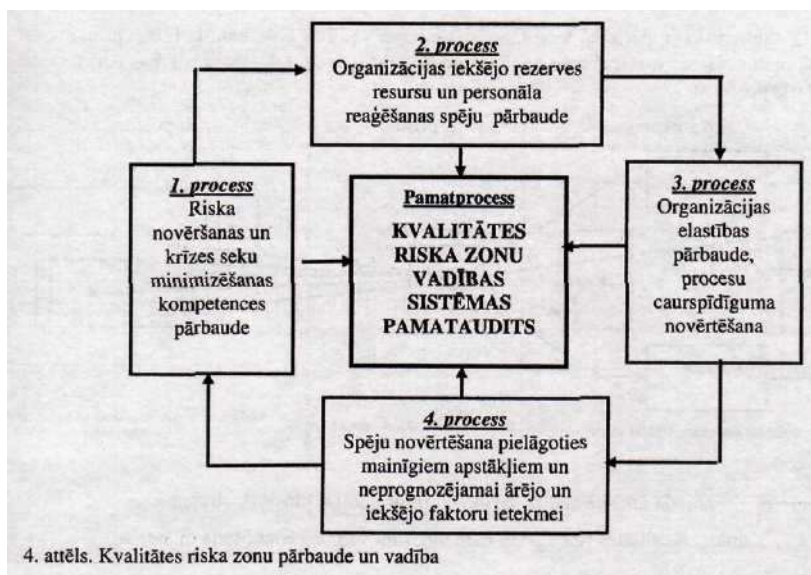 2. process
Organizācijas iekšējo rezerves
resursu un personāla
reaģēšanas spēju pārbaude
1. process
Riska
novēršanas un
krīzes seku
minimizēšanas
kompetences
pārbaude
Pamatprocess
KVALITĀTES
RISKA ZONU
VADĪBAS
SISTĒMAS
PAMATAUDITS
3. process
Organizācijas
elastības
pārbaude,
procesu
caurspīdīguma
novērtēšana
4. process
Spēju novērtēšana pielāgoties
mainīgiem apstākļiem un
neprognozējamai ārējo un
iekšējo faktoru ietekmei
4. attēls. Kvalitātes riska zonu pārbaude un vadība